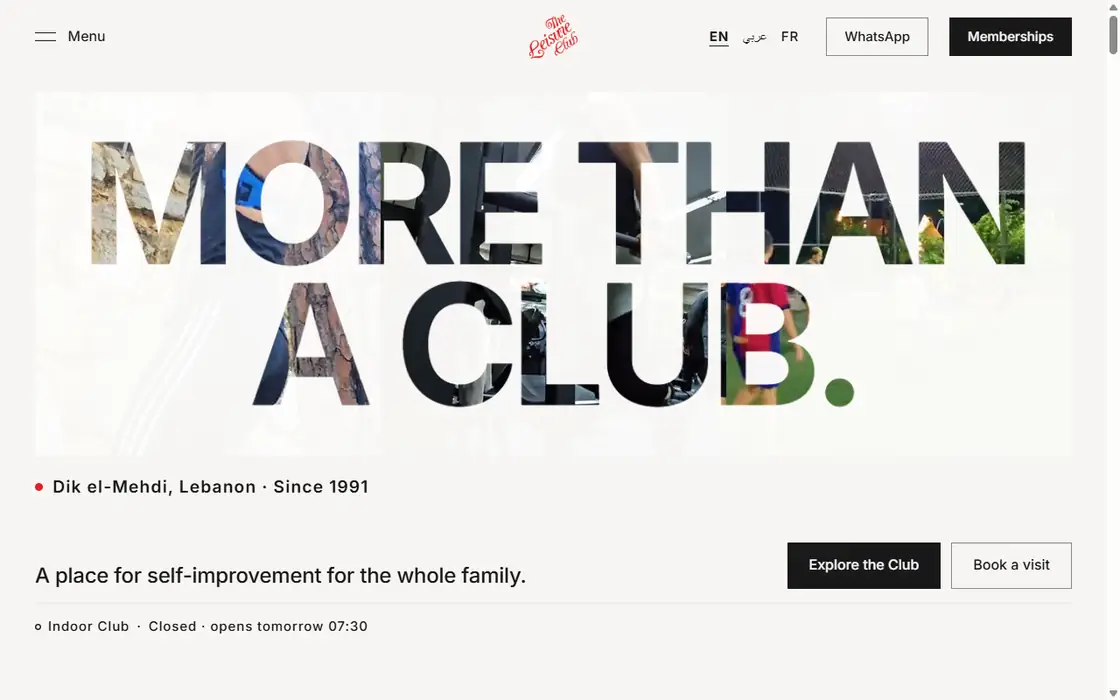 Menu
The
Leisure
Club
EN
عربي
FR
WhatsApp
Memberships
MORE THAN
A CLUB.
Dik el-Mehdi, Lebanon · Since 1991
A place for self-improvement for the whole family.
Explore the Club
Book a visit
Indoor Club · Closed · opens tomorrow 07:30